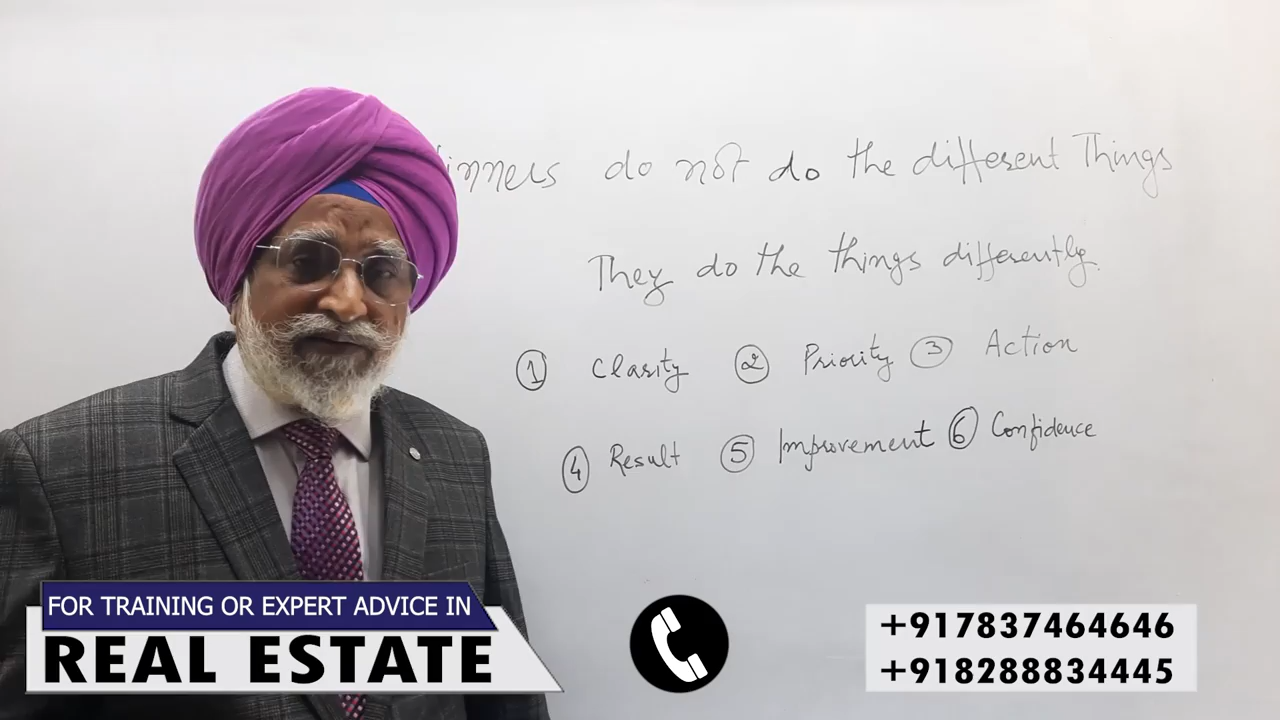 inners do not do the different Things
They do the things differently.
1 Clarity 2 Priority 3 Action
4 Result 5 Improvement 6 Confidence
FOR TRAINING OR EXPERT ADVICE IN
REAL ESTATE
+917837464646
+918288834445